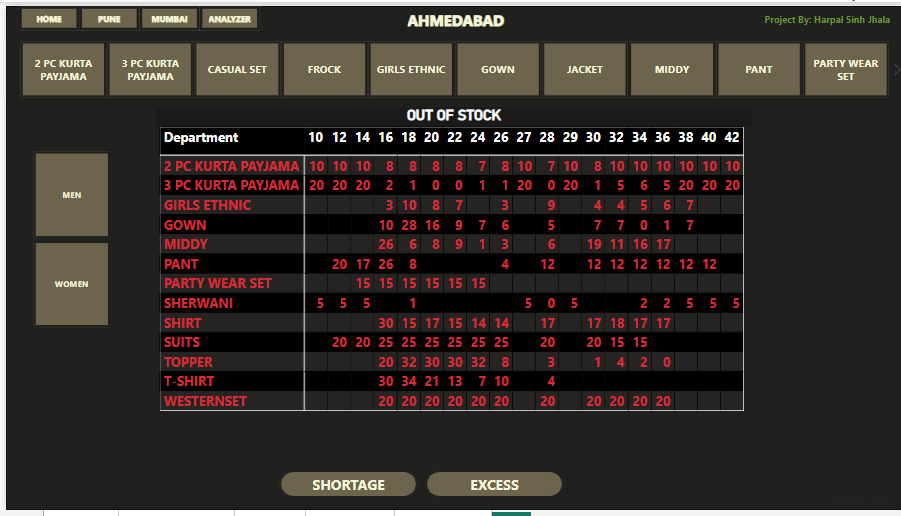 HOME PUNE MUMBAI ANALYZER AHMEDABAD Project By: Harpal Sinh Jhala
2 PC KURTA PAYJAMA 3 PC KURTA PAYJAMA CASUAL SET FROCK GIRLS ETHNIC GOWN JACKET MIDDY PANT PARTY WEAR SET
OUT OF STOCK
Department 10 12 14 16 18 20 22 24 26 27 28 29 30 32 34 36 38 40 42
2 PC KURTA PAYJAMA 10 10 10 8 8 8 8 7 8 10 7 10 8 10 10 10 10 10 10
3 PC KURTA PAYJAMA 20 20 20 2 1 0 0 1 1 20 0 20 1 5 6 5 20 20 20
GIRLS ETHNIC 3 10 8 7 3 9 4 4 5 6 7
GOWN 10 28 16 9 7 6 5 7 7 0 1 7
MIDDY 26 6 8 9 1 3 6 19 11 16 17
PANT 20 17 26 8 4 12 12 12 12 12 12 12
PARTY WEAR SET 15 15 15 15 15 15
SHERWANI 5 5 5 1 5 0 5 2 2 5 5 5
SHIRT 30 15 17 15 14 14 17 17 18 17 17
SUITS 20 20 25 25 25 25 25 25 20 20 15 15
TOPPER 20 32 30 30 32 8 3 1 4 2 0
T-SHIRT 30 34 21 13 7 10 4
WESTERNSET 20 20 20 20 20 20 20 20 20 20 20
MEN
WOMEN
SHORTAGE EXCESS